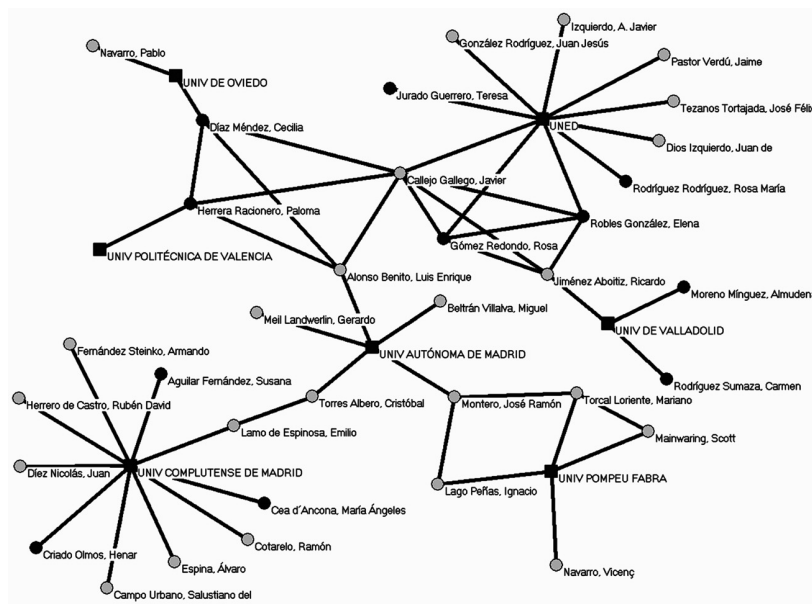 Izquierdo, A. Javier
González Rodríguez, Juan Jesús
Navarro, Pablo
Pastor Verdú, Jaime
UNIV DE OVIEDO
Jurado Guerrero, Teresa
Tezanos Tortajada, José Féli
UNED
Díaz Méndez, Cecilia
Dios Izquierdo, Juan de
Callejo Gallego, Javier
Rodríguez Rodríguez, Rosa María
Herrera Racionero, Paloma
Robles González, Elena
Gómez Redondo, Rosa
UNIV POLITÉCNICA DE VALENCIA
Alonso Benito, Luis Enrique
Jiménez Aboitiz, Ricardo
Moreno Mínguez, Almuden
Beltrán Villalva, Miguel
Meil Landwerlin, Gerardo
UNIV DE VALLADOLID
Fernández Steinko, Armando
UNIV AUTÓNOMA DE MADRID
Aguilar Fernández, Susana
Rodríguez Sumaza, Carmen
Herrero de Castro, Rubén David
Torres Albero, Cristóbal
Montero, José Ramón
Torcal Loriente, Mariano
Lamo de Espinosa, Emilio
Mainwaring, Scott
Díez Nicolás, Juan
UNIV COMPLUTENSE DE MADRID
UNIV POMPEU FABRA
Lago Peñas, Ignacio
Cea d´Ancona, María Ángeles
Cotarelo, Ramón
Criado Olmos, Henar
Espina, Álvaro
Navarro, Vicenç
Campo Urbano, Salustiano del